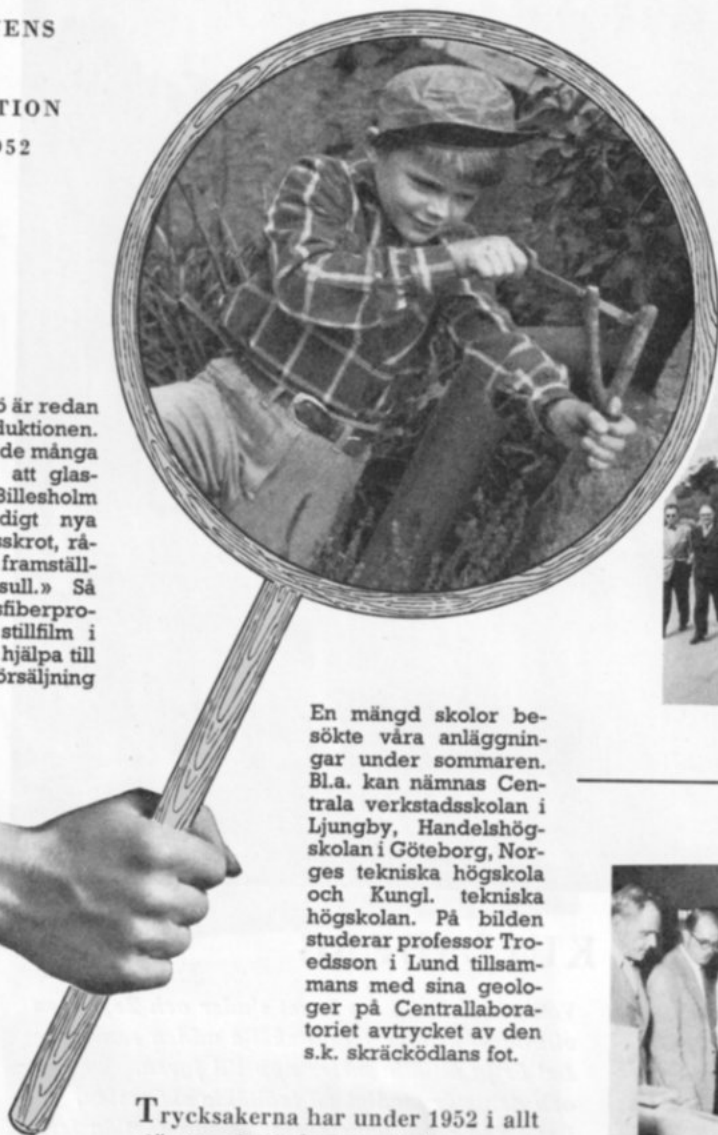 ENS
TION
52
är redan
duktionen.
de många
att glas-
Billesholm
digt nya
sskrot, rå-
framställ-
sull.» Så
sfiberpro-
stillfilm i
hjälpa till
örsäljning
En mängd skolor be-
sökte våra anläggnin-
gar under sommaren.
Bl.a. kan nämnas Cen-
trala verkstadsskolan i
Ljungby, Handelshög-
skolan i Göteborg, Nor-
ges tekniska högskola
och Kungl. tekniska
högskolan. På bilden
studerar professor Tro-
edsson i Lund tillsam-
mans med sina geolo-
ger på Centrallabora-
toriet avtrycket av den
s.k. skräcködlans fot.
Trycksakerna har under 1952 i allt